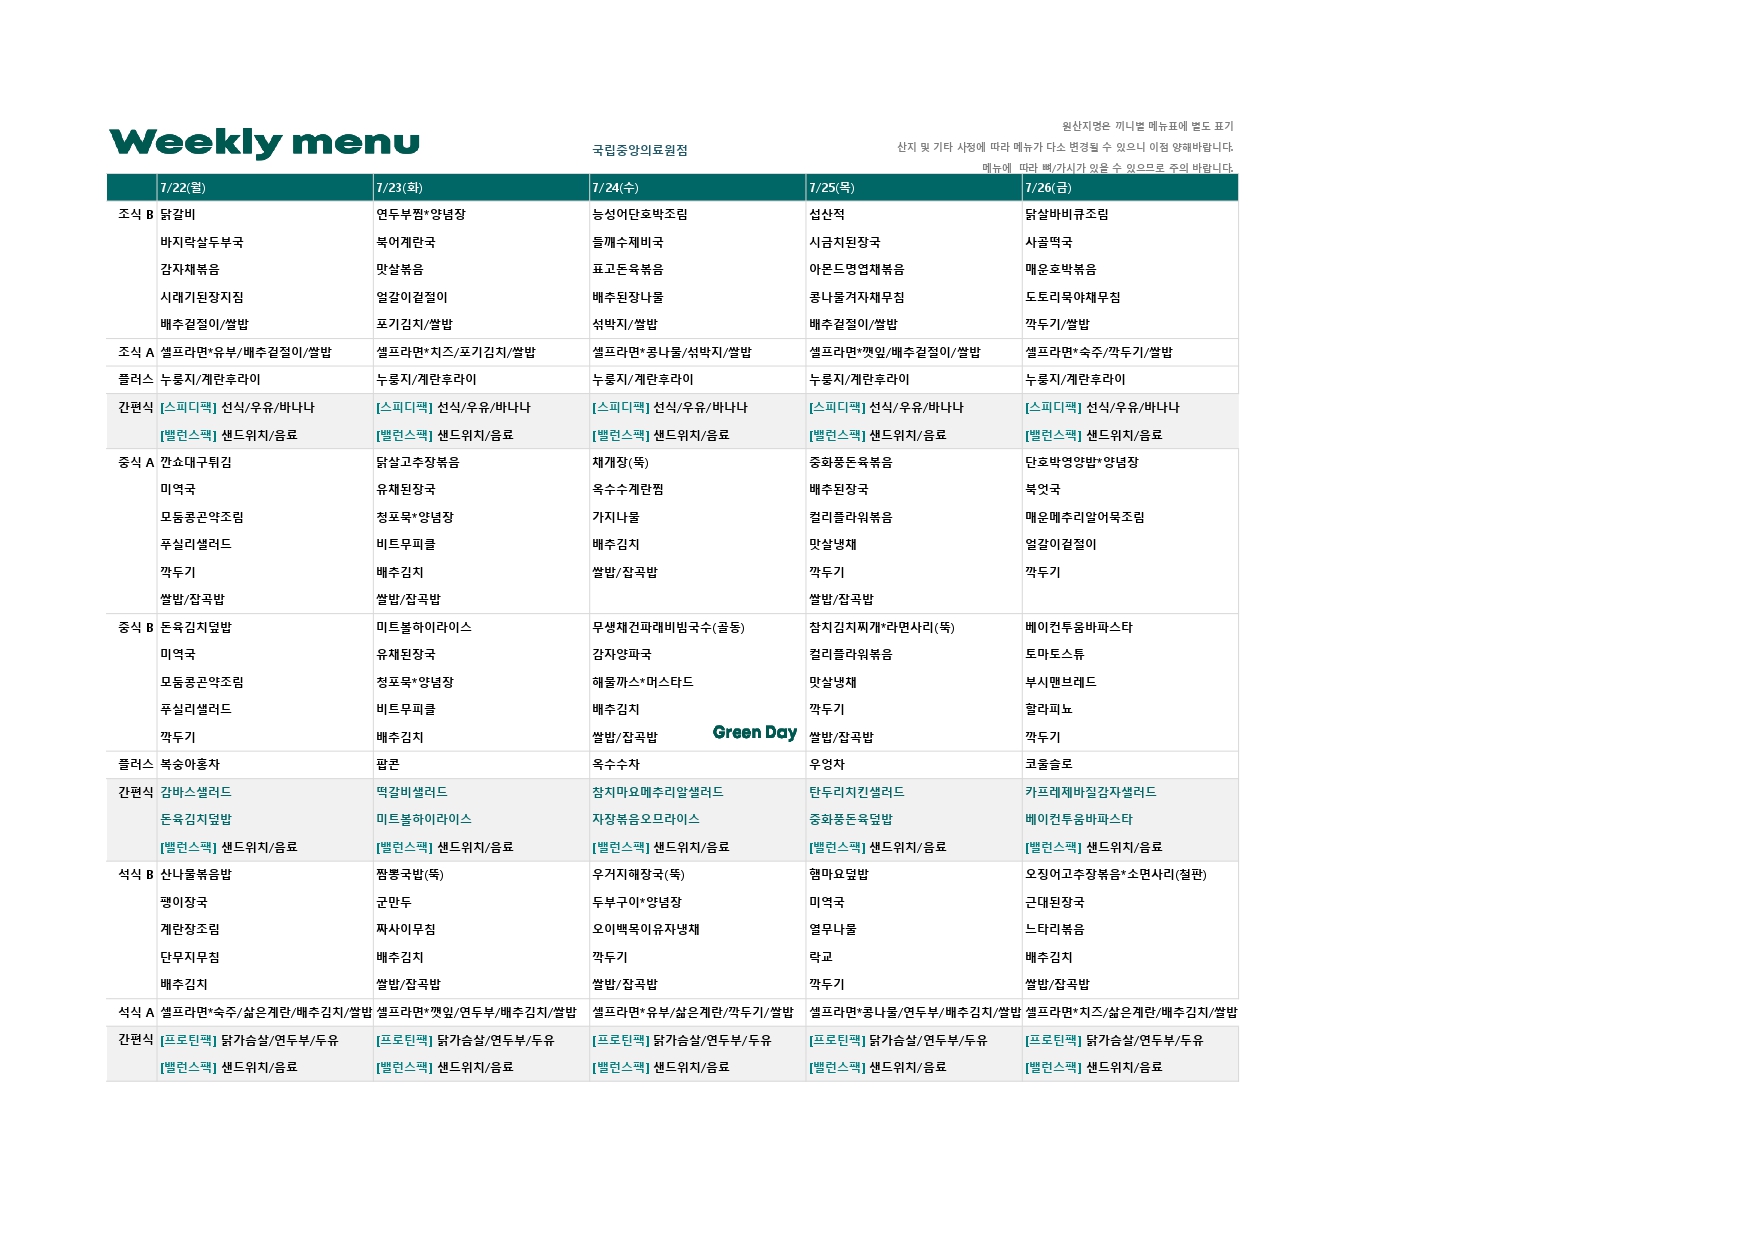 Weekly menu
국립중앙의료원점
원산지명은 끼니별 메뉴표에 별도 표기
산지 및 기타 사정에 따라 메뉴가 다소 변경될 수 있으니 이점 양해바랍니다.
메뉴에 따라 뼈/가시가 있을 수 있으므로 주의 바랍니다.
7/22(월) 7/23(화) 7/24(수) 7/25(목) 7/26(금)
조식 B 닭갈비 연두부찜*양념장 능성어단호박조림 섭산적 닭살바비큐조림
바지락살두부국 북어계란국 들깨수제비국 시금치된장국 사골떡국
감자채볶음 맛살볶음 표고돈육볶음 아몬드명엽채볶음 매운호박볶음
시래기된장지짐 얼갈이겉절이 배추된장나물 콩나물겨자채무침 도토리묵야채무침
배추겉절이/쌀밥 포기김치/쌀밥 섞박지/쌀밥 배추겉절이/쌀밥 깍두기/쌀밥
조식 A 셀프라면*유부/배추겉절이/쌀밥 셀프라면*치즈/포기김치/쌀밥 셀프라면*콩나물/섞박지/쌀밥 셀프라면*깻잎/배추겉절이/쌀밥 셀프라면*숙주/깍두기/쌀밥
플러스 누룽지/계란후라이 누룽지/계란후라이 누룽지/계란후라이 누룽지/계란후라이 누룽지/계란후라이
간편식 [스피디팩] 선식/우유/바나나 [스피디팩] 선식/우유/바나나 [스피디팩] 선식/우유/바나나 [스피디팩] 선식/우유/바나나 [스피디팩] 선식/우유/바나나
[밸런스팩] 샌드위치/음료 [밸런스팩] 샌드위치/음료 [밸런스팩] 샌드위치/음료 [밸런스팩] 샌드위치/음료 [밸런스팩] 샌드위치/음료
중식 A 깐쇼대구튀김 닭살고추장볶음 채개장(뚝) 중화풍돈육볶음 단호박영양밥*양념장
미역국 유채된장국 옥수수계란찜 배추된장국 북엇국
모둠콩곤약조림 청포묵*양념장 가지나물 컬리플라워볶음 매운메추리알어묵조림
푸실리샐러드 비트무피클 배추김치 맛살냉채 얼갈이겉절이
깍두기 배추김치 쌀밥/잡곡밥 깍두기 깍두기
쌀밥/잡곡밥 쌀밥/잡곡밥 쌀밥/잡곡밥
중식 B 돈육김치덮밥 미트볼하이라이스 무생채건파래비빔국수(골동) 참치김치찌개*라면사리(뚝) 베이컨투움바파스타
미역국 유채된장국 감자양파국 컬리플라워볶음 토마토스튜
모둠콩곤약조림 청포묵*양념장 해물까스*머스타드 맛살냉채 부시맨브레드
푸실리샐러드 비트무피클 배추김치 깍두기 할라피뇨
깍두기 배추김치 쌀밥/잡곡밥 Green Day 쌀밥/잡곡밥 깍두기
플러스 복숭아홍차 팝콘 옥수수차 우엉차 코울슬로
간편식 감바스샐러드 떡갈비샐러드 참치마요메추리알샐러드 탄두리치킨샐러드 카프레제바질감자샐러드
돈육김치덮밥 미트볼하이라이스 자장볶음오므라이스 중화풍돈육덮밥 베이컨투움바파스타
[밸런스팩] 샌드위치/음료 [밸런스팩] 샌드위치/음료 [밸런스팩] 샌드위치/음료 [밸런스팩] 샌드위치/음료 [밸런스팩] 샌드위치/음료
석식 B 산나물볶음밥 짬뽕국밥(뚝) 우거지해장국(뚝) 햄마요덮밥 오징어고추장볶음*소면사리(철판)
팽이장국 군만두 두부구이*양념장 미역국 근대된장국
계란장조림 짜사이무침 오이백목이유자냉채 열무나물 느타리볶음
단무지무침 배추김치 깍두기 락교 배추김치
배추김치 쌀밥/잡곡밥 쌀밥/잡곡밥 깍두기 쌀밥/잡곡밥
석식 A 셀프라면*숙주/삶은계란/배추김치/쌀밥 셀프라면*깻잎/연두부/배추김치/쌀밥 셀프라면*유부/삶은계란/깍두기/쌀밥 셀프라면*콩나물/연두부/배추김치/쌀밥 셀프라면*치즈/삶은계란/배추김치/쌀밥
간편식 [프로틴팩] 닭가슴살/연두부/두유 [프로틴팩] 닭가슴살/연두부/두유 [프로틴팩] 닭가슴살/연두부/두유 [프로틴팩] 닭가슴살/연두부/두유 [프로틴팩] 닭가슴살/연두부/두유
[밸런스팩] 샌드위치/음료 [밸런스팩] 샌드위치/음료 [밸런스팩] 샌드위치/음료 [밸런스팩] 샌드위치/음료 [밸런스팩] 샌드위치/음료